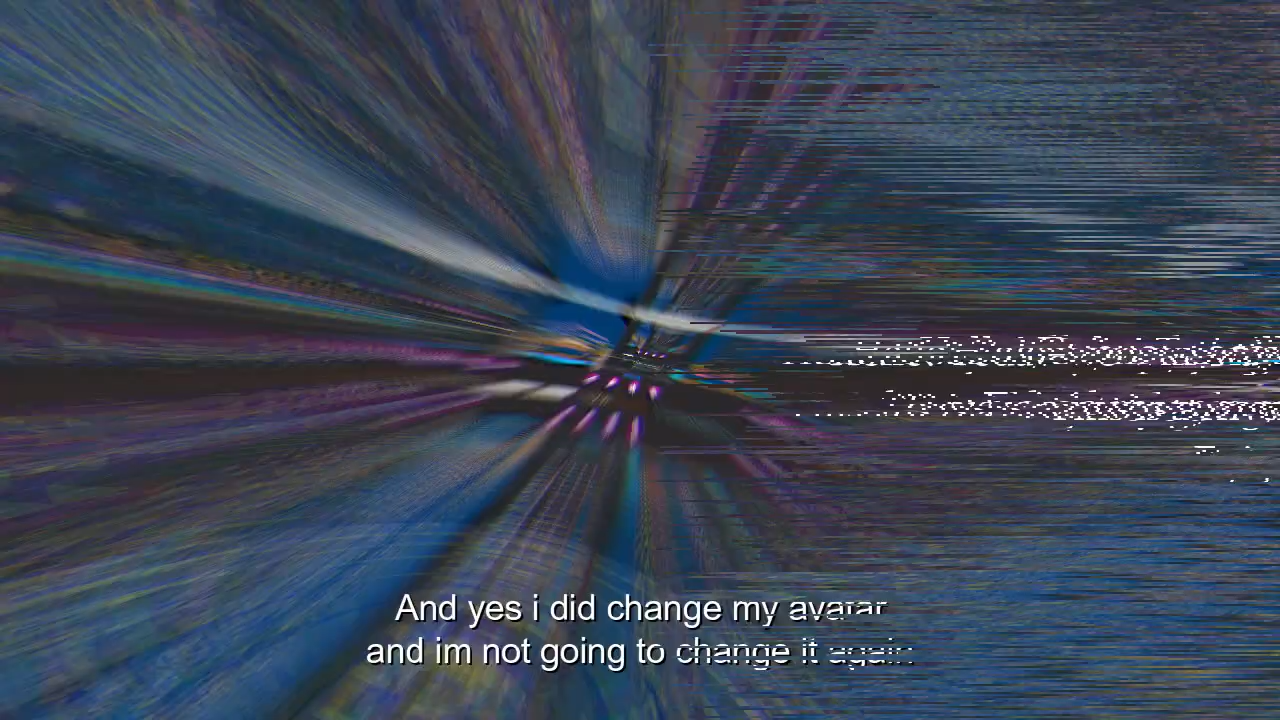 And yes i did change my avatar
and im not going to change it again